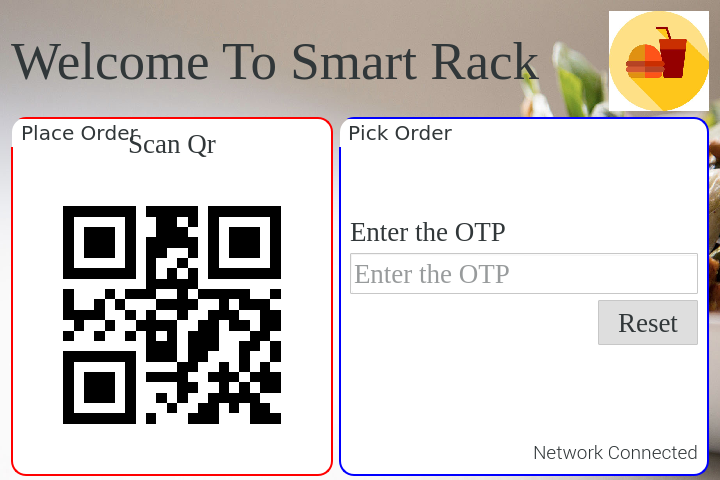 Welcome To Smart Rack
Place Order
Scan Qr
Pick Order
Enter the OTP
Enter the OTP
Reset
Network Connected